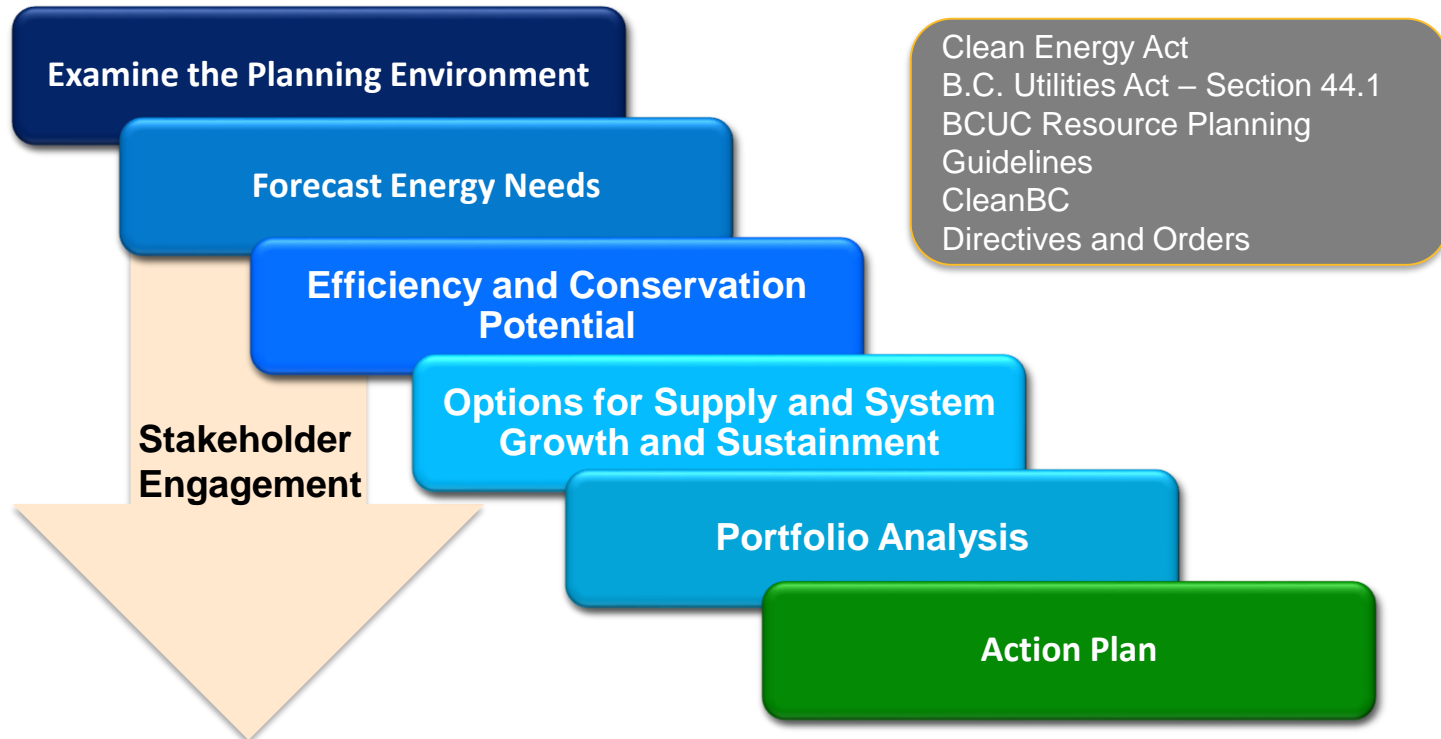 Examine the Planning Environment
Clean Energy Act
B.C. Utilities Act – Section 44.1
BCUC Resource Planning
Guidelines
CleanBC
Directives and Orders
Forecast Energy Needs
Efficiency and Conservation
Potential
Options for Supply and System
Growth and Sustainment
Stakeholder
Engagement
Portfolio Analysis
Action Plan